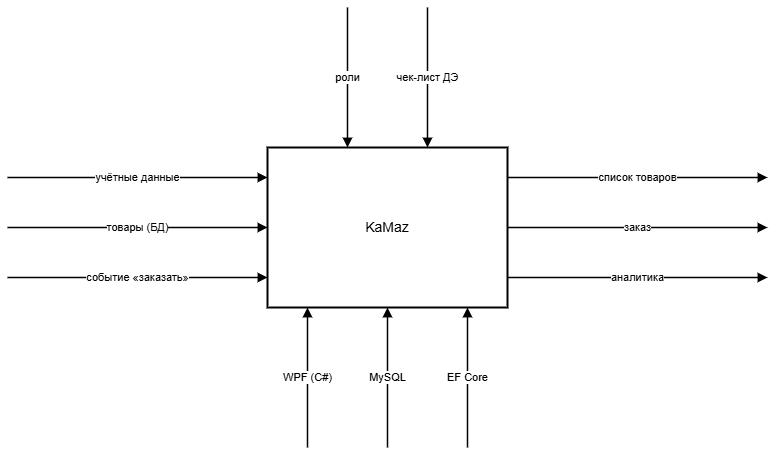 роли
чек-лист ДЭ
учётные данные
список товаров
товары (БД)
KaMaz
заказ
событие «заказать»
аналитика
WPF (C#)
MySQL
EF Core